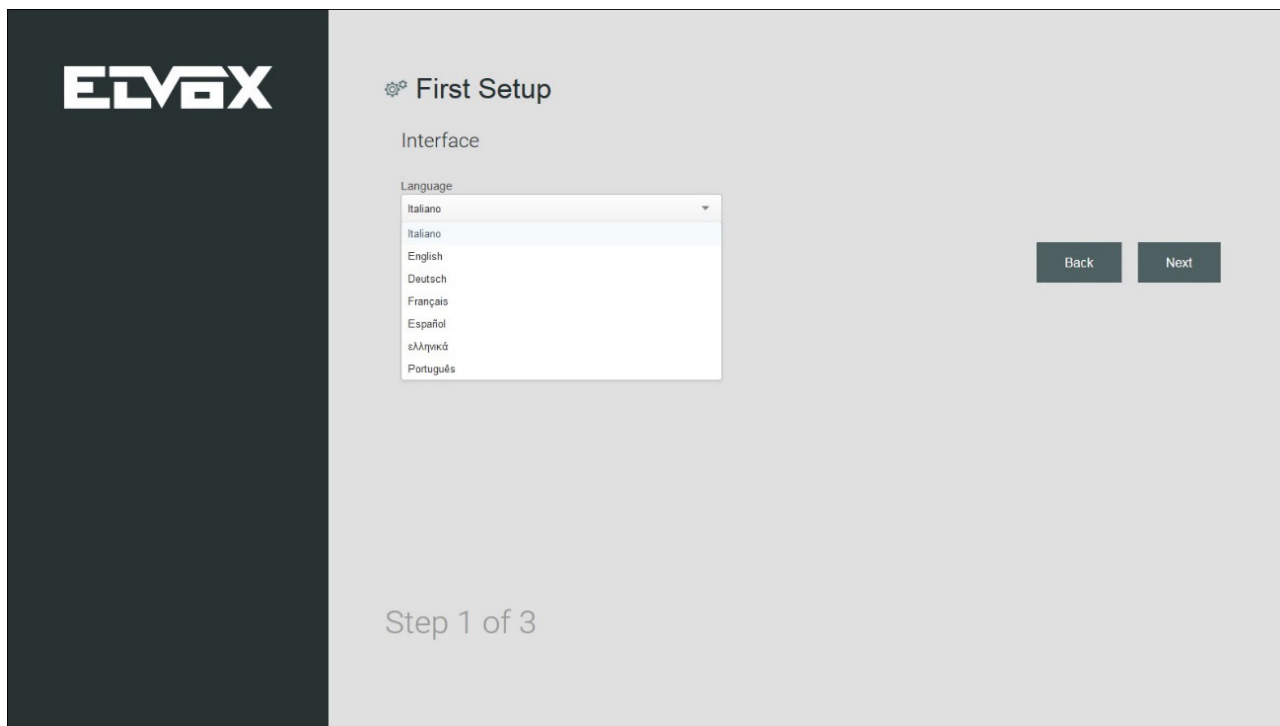 ELVOX
First Setup
Interface
Language
Italiano
Italiano
English
Deutsch
Français
Español
ελληνικά
Português
Back
Next
Step 1 of 3